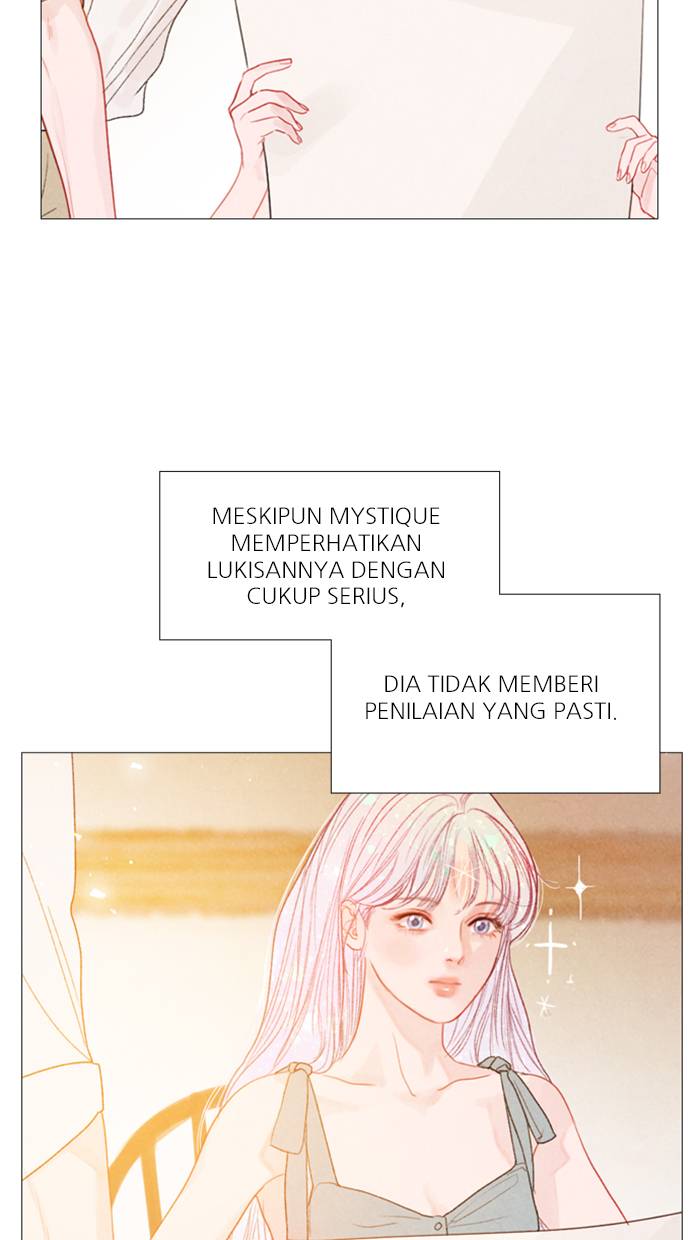 MESKIPUN MYSTIQUE
MEMPERHATIKAN
LUKISANNYA DENGAN
CUKUP SERIUS,
DIA TIDAK MEMBERI
PENILAIAN YANG PASTI.